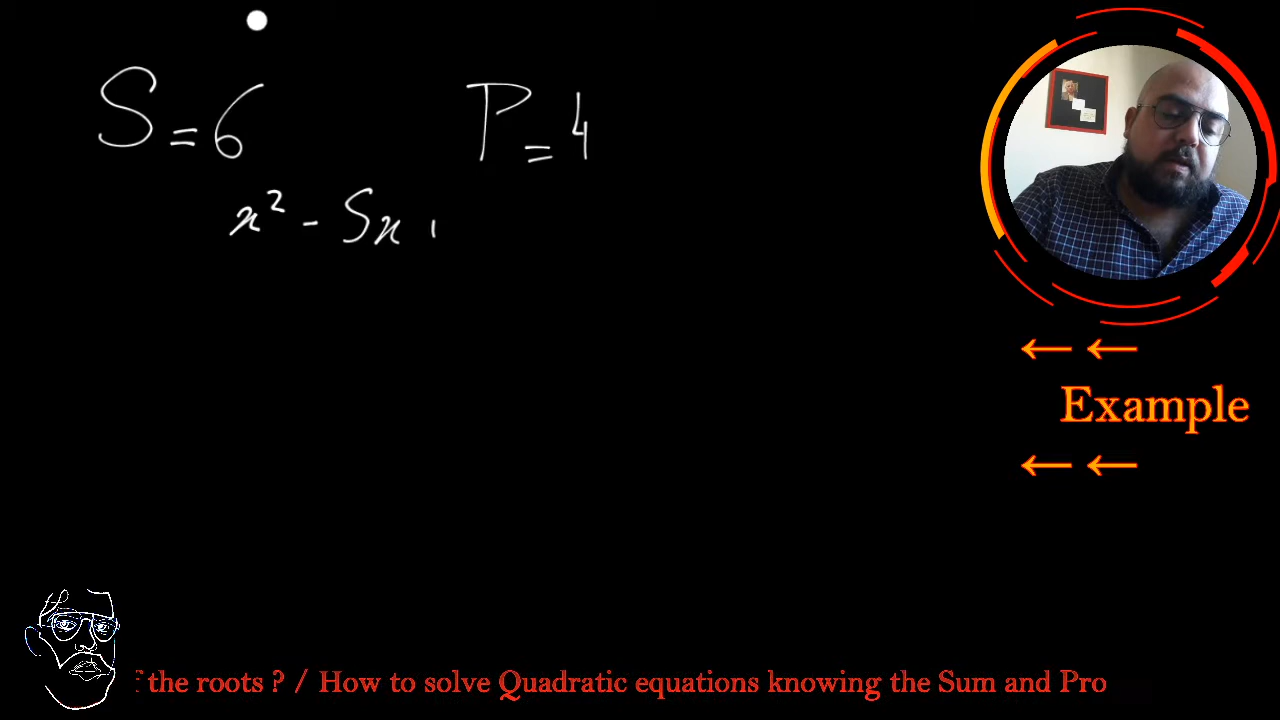 S = 6 P = 4
x² - Sx
Example
the roots ? / How to solve Quadratic equations knowing the Sum and Pro